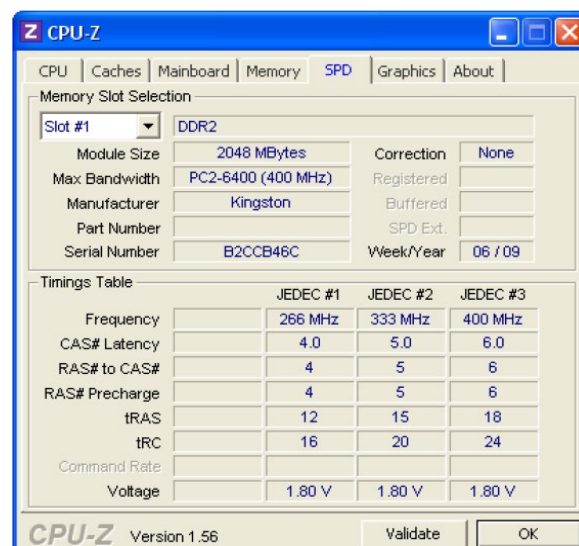 Z CPU-Z
CPU Caches Mainboard Memory SPD Graphics About
Memory Slot Selection
Slot #1 DDR2
Module Size 2048 MBytes Correction None
Max Bandwidth PC2-6400 (400 MHz) Registered
Manufacturer Kingston Buffered
Part Number SPD Ext.
Serial Number B2CCB46C Week/Year 06 / 09
Timings Table
JEDEC #1 JEDEC #2 JEDEC #3
Frequency 266 MHz 333 MHz 400 MHz
CAS# Latency 4.0 5.0 6.0
RAS# to CAS# 4 5 6
RAS# Precharge 4 5 6
tRAS 12 15 18
tRC 16 20 24
Command Rate
Voltage 1.80 V 1.80 V 1.80 V
CPU-Z Version 1.56 Validate OK